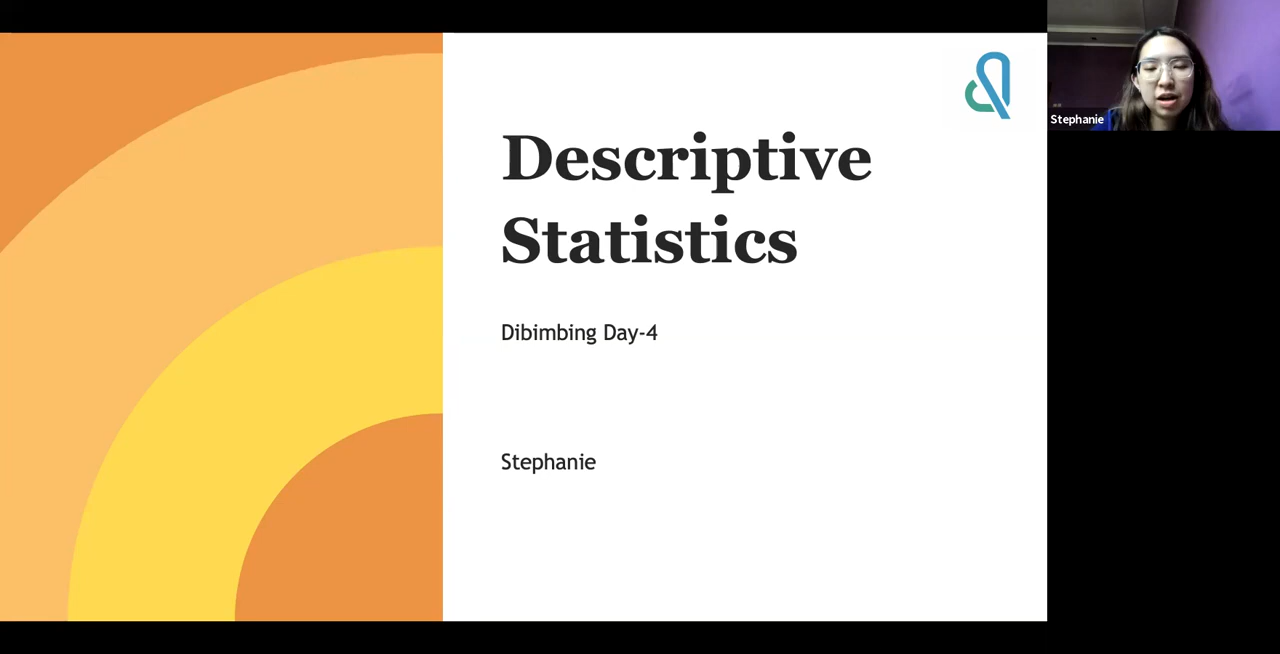 Descriptive
Statistics
Dibimbing Day-4
Stephanie
Stephanie